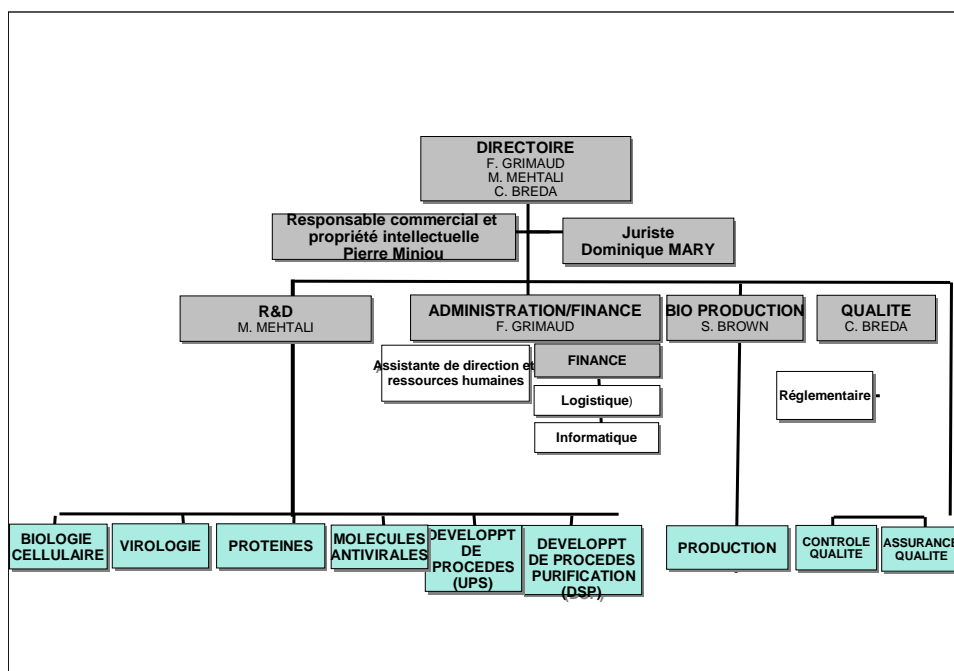 DIRECTOIRE
F. GRIMAUD
M. MEHTALI
C. BREDA
Responsable commercial et
propriété intellectuelle
Pierre Miniou
Juriste
Dominique MARY
R&D
M. MEHTALI
ADMINISTRATION/FINANCE
F. GRIMAUD
BIO PRODUCTION
S. BROWN
QUALITE
C. BREDA
Assistante de direction et
ressources humaines
FINANCE
Logistique)
Informatique
Réglementaire
BIOLOGIE
CELLULAIRE
VIROLOGIE
PROTEINES
MOLECULES
ANTIVIRALES
DEVELOPPT
DE
PROCEDES
(UPS)
DEVELOPPT
DE PROCEDES
PURIFICATION
(DSP)
PRODUCTION
CONTROLE
QUALITE
ASSURANCE
QUALITE